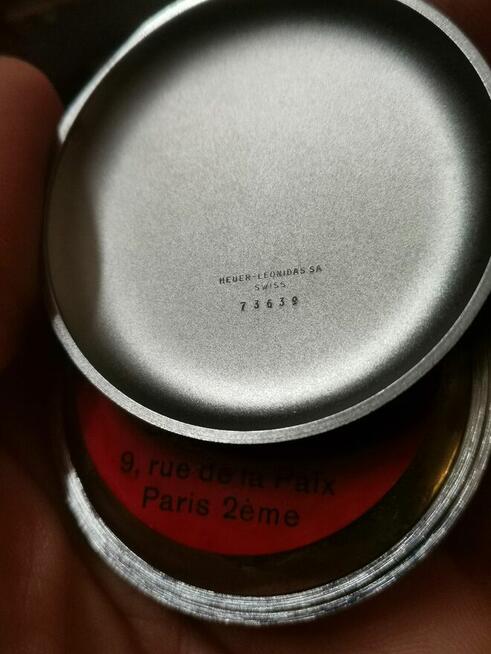 HEUER-LEONIDAS SA
SWISS
73639
9, rue de la Paix
Paris 2ème